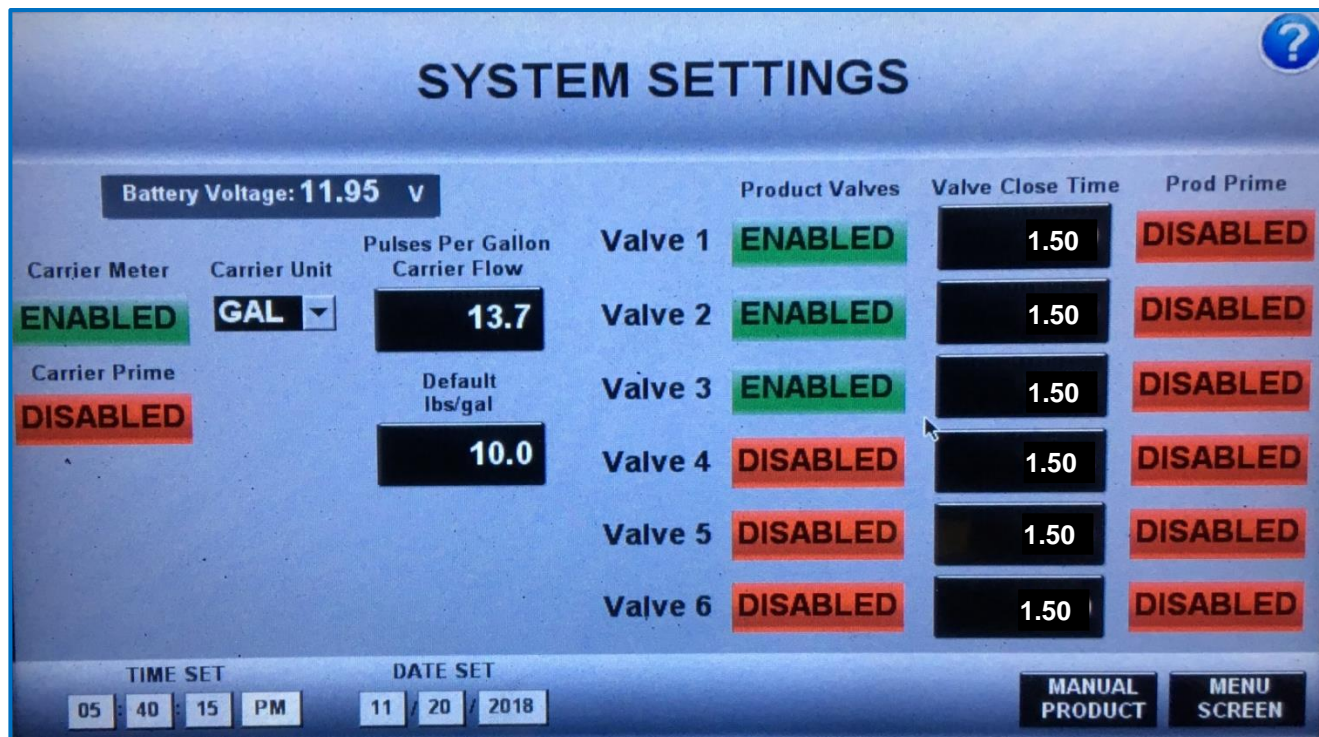 ?
SYSTEM SETTINGS
Battery Voltage: 11.95 V
Product Valves
Valve Close Time
Prod Prime
Carrier Meter
ENABLED
Carrier Unit
GAL
Pulses Per Gallon
Carrier Flow
13.7
Carrier Prime
DISABLED
Default
lbs/gal
10.0
Valve 1 ENABLED 1.50 DISABLED
Valve 2 ENABLED 1.50 DISABLED
Valve 3 ENABLED 1.50 DISABLED
Valve 4 DISABLED 1.50 DISABLED
Valve 5 DISABLED 1.50 DISABLED
Valve 6 DISABLED 1.50 DISABLED
TIME SET
05 : 40 : 15 PM
DATE SET
11 / 20 / 2018
MANUAL
PRODUCT
MENU
SCREEN